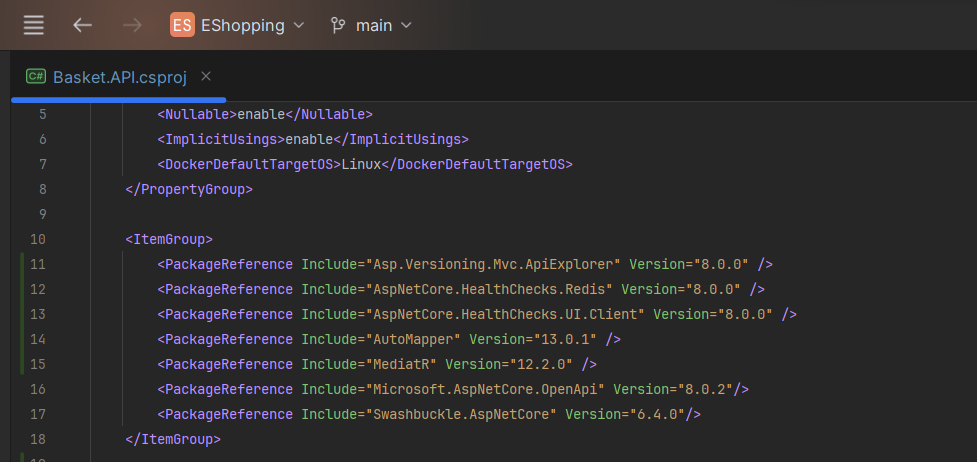 ES EShopping main
C# Basket.API.csproj ×
5 <Nullable>enable</Nullable>
6 <ImplicitUsings>enable</ImplicitUsings>
7 <DockerDefaultTargetOS>Linux</DockerDefaultTargetOS>
8 </PropertyGroup>
9
10 <ItemGroup>
11 <PackageReference Include="Asp.Versioning.Mvc.ApiExplorer" Version="8.0.0" />
12 <PackageReference Include="AspNetCore.HealthChecks.Redis" Version="8.0.0" />
13 <PackageReference Include="AspNetCore.HealthChecks.UI.Client" Version="8.0.0" />
14 <PackageReference Include="AutoMapper" Version="13.0.1" />
15 <PackageReference Include="MediatR" Version="12.2.0" />
16 <PackageReference Include="Microsoft.AspNetCore.OpenApi" Version="8.0.2"/>
17 <PackageReference Include="Swashbuckle.AspNetCore" Version="6.4.0"/>
18 </ItemGroup>